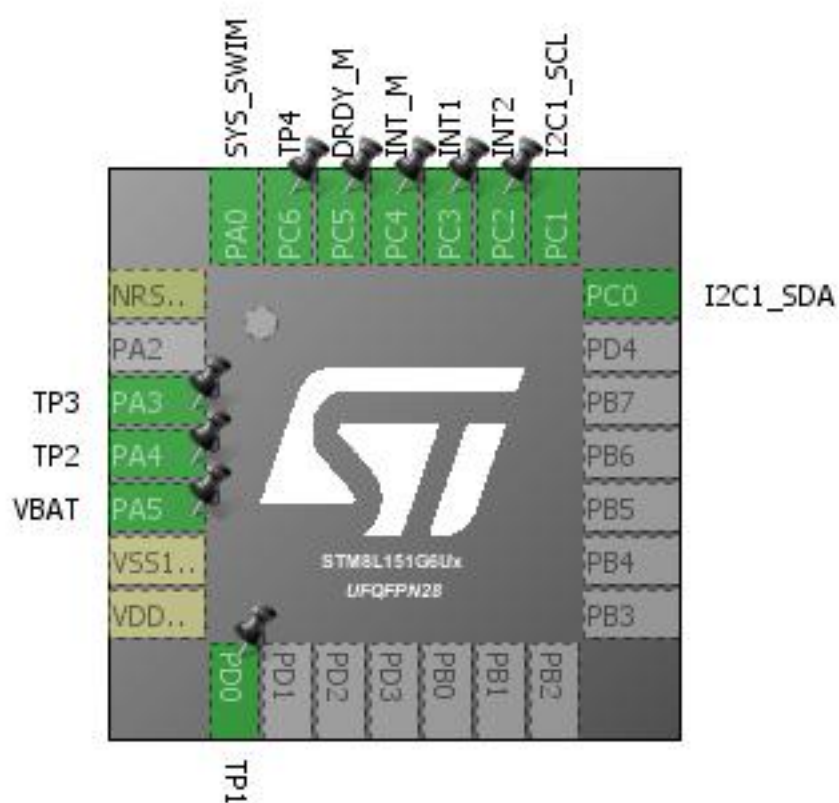 SYS_SWIM
TP4
DRDY_M
INT_M
INT1
INT2
I2C1_SCL
PA0
PC6
PC5
PC4
PC3
PC2
PC1
NRS..
PA2
TP3 PA3
TP2 PA4
VBAT PA5
VSS1..
VDD..
PC0 I2C1_SDA
PD4
PB7
PB6
PB5
PB4
PB3
ST
STM8L151G6Ux
UFQFPN28
PD0
PD1
PD2
PD3
PB0
PB1
PB2
TP1